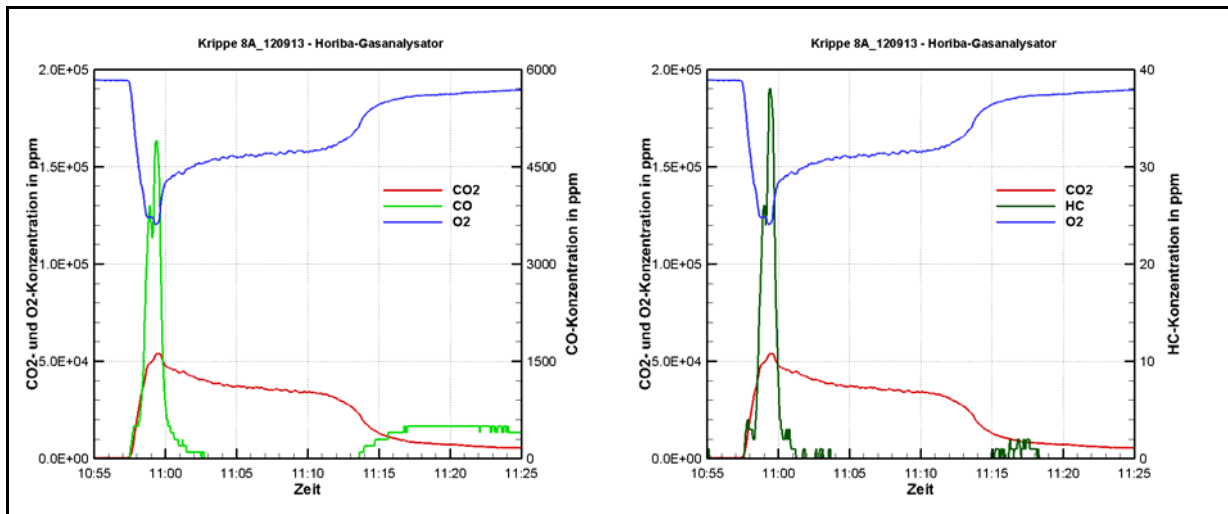 Krippe 8A_120913 - Horiba-Gasanalysator
2.0E+05
1.5E+05
1.0E+05
5.0E+04
0.0E+00
CO2- und O2-Konzentration in ppm
6000
4500
3000
1500
0
CO-Konzentration in ppm
CO2
CO
O2
10:55 11:00 11:05 11:10 11:15 11:20 11:25
Zeit
Krippe 8A_120913 - Horiba-Gasanalysator
2.0E+05
1.5E+05
1.0E+05
5.0E+04
0.0E+00
CO2- und O2-Konzentration in ppm
40
30
20
10
0
HC-Konzentration in ppm
CO2
HC
O2
10:55 11:00 11:05 11:10 11:15 11:20 11:25
Zeit